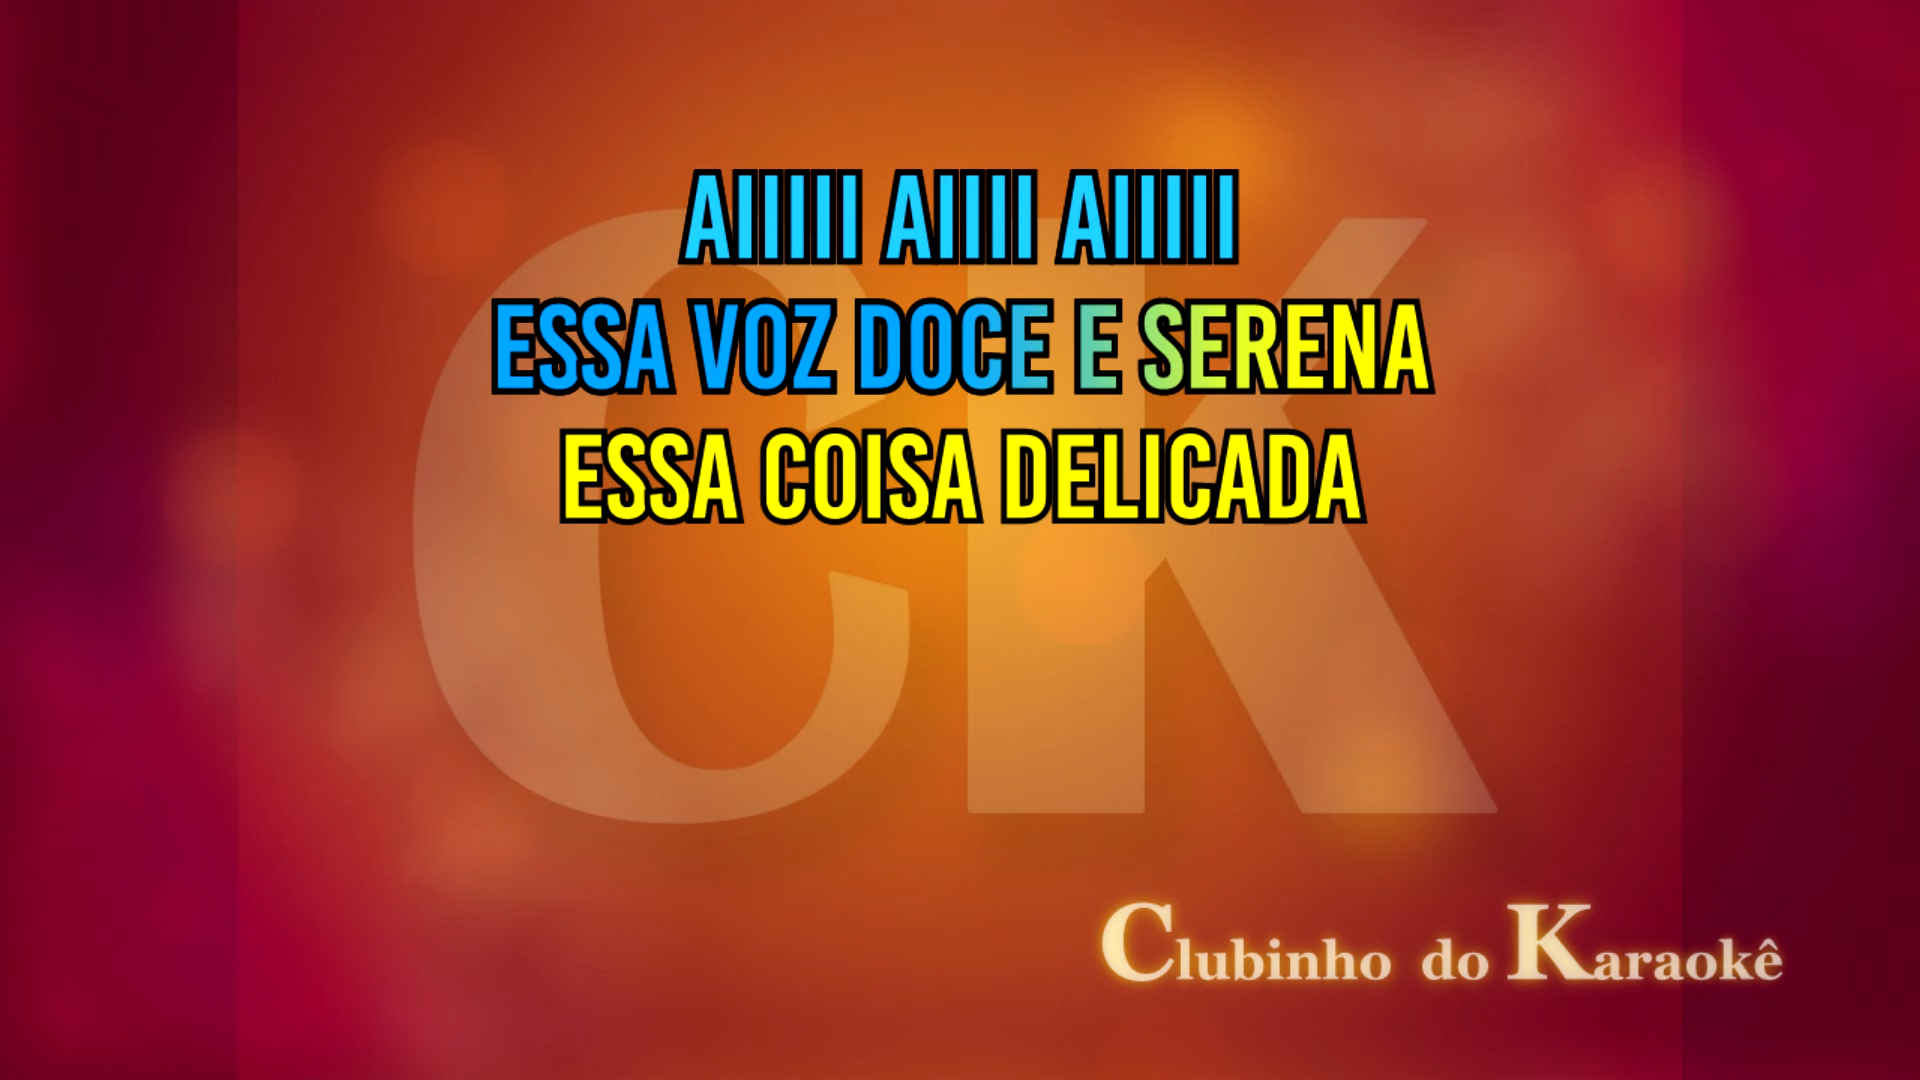 AIIIII AIIII AIIIII
ESSA VOZ DOCE E SERENA
ESSA COISA DELICADA
CK
Clubinho do Karaokê